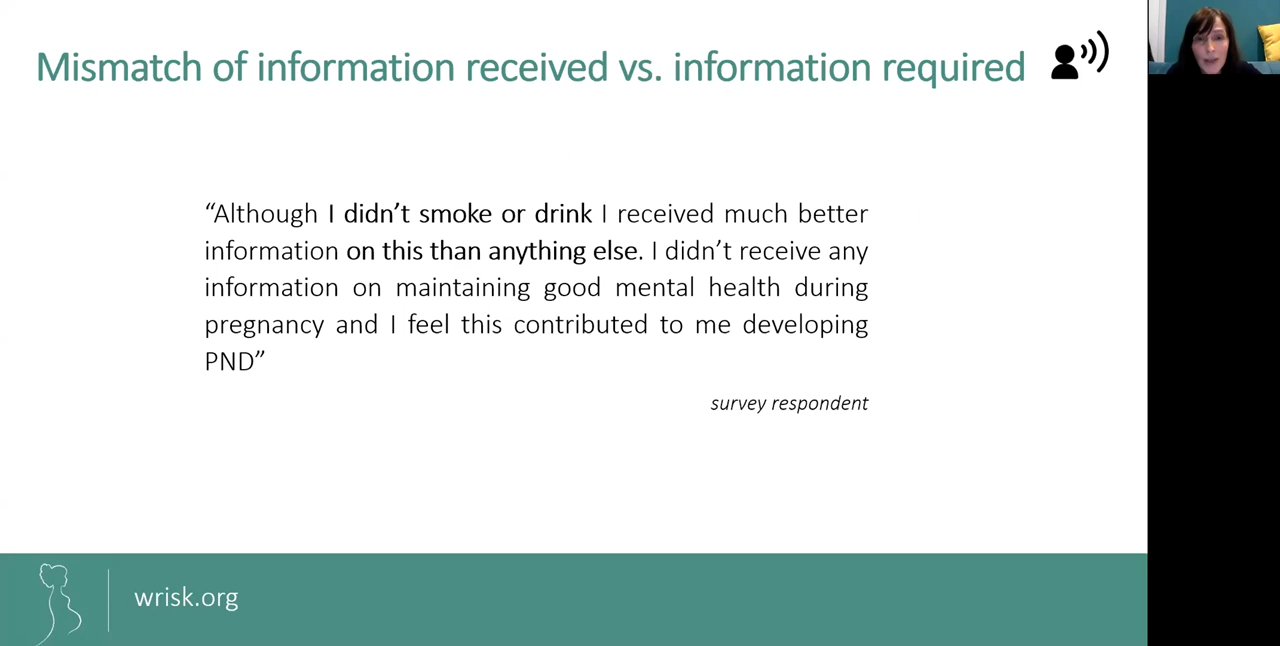 Mismatch of information received vs. information required
“Although I didn’t smoke or drink I received much better
information on this than anything else. I didn’t receive any
information on maintaining good mental health during
pregnancy and I feel this contributed to me developing
PND”
survey respondent
wrisk.org